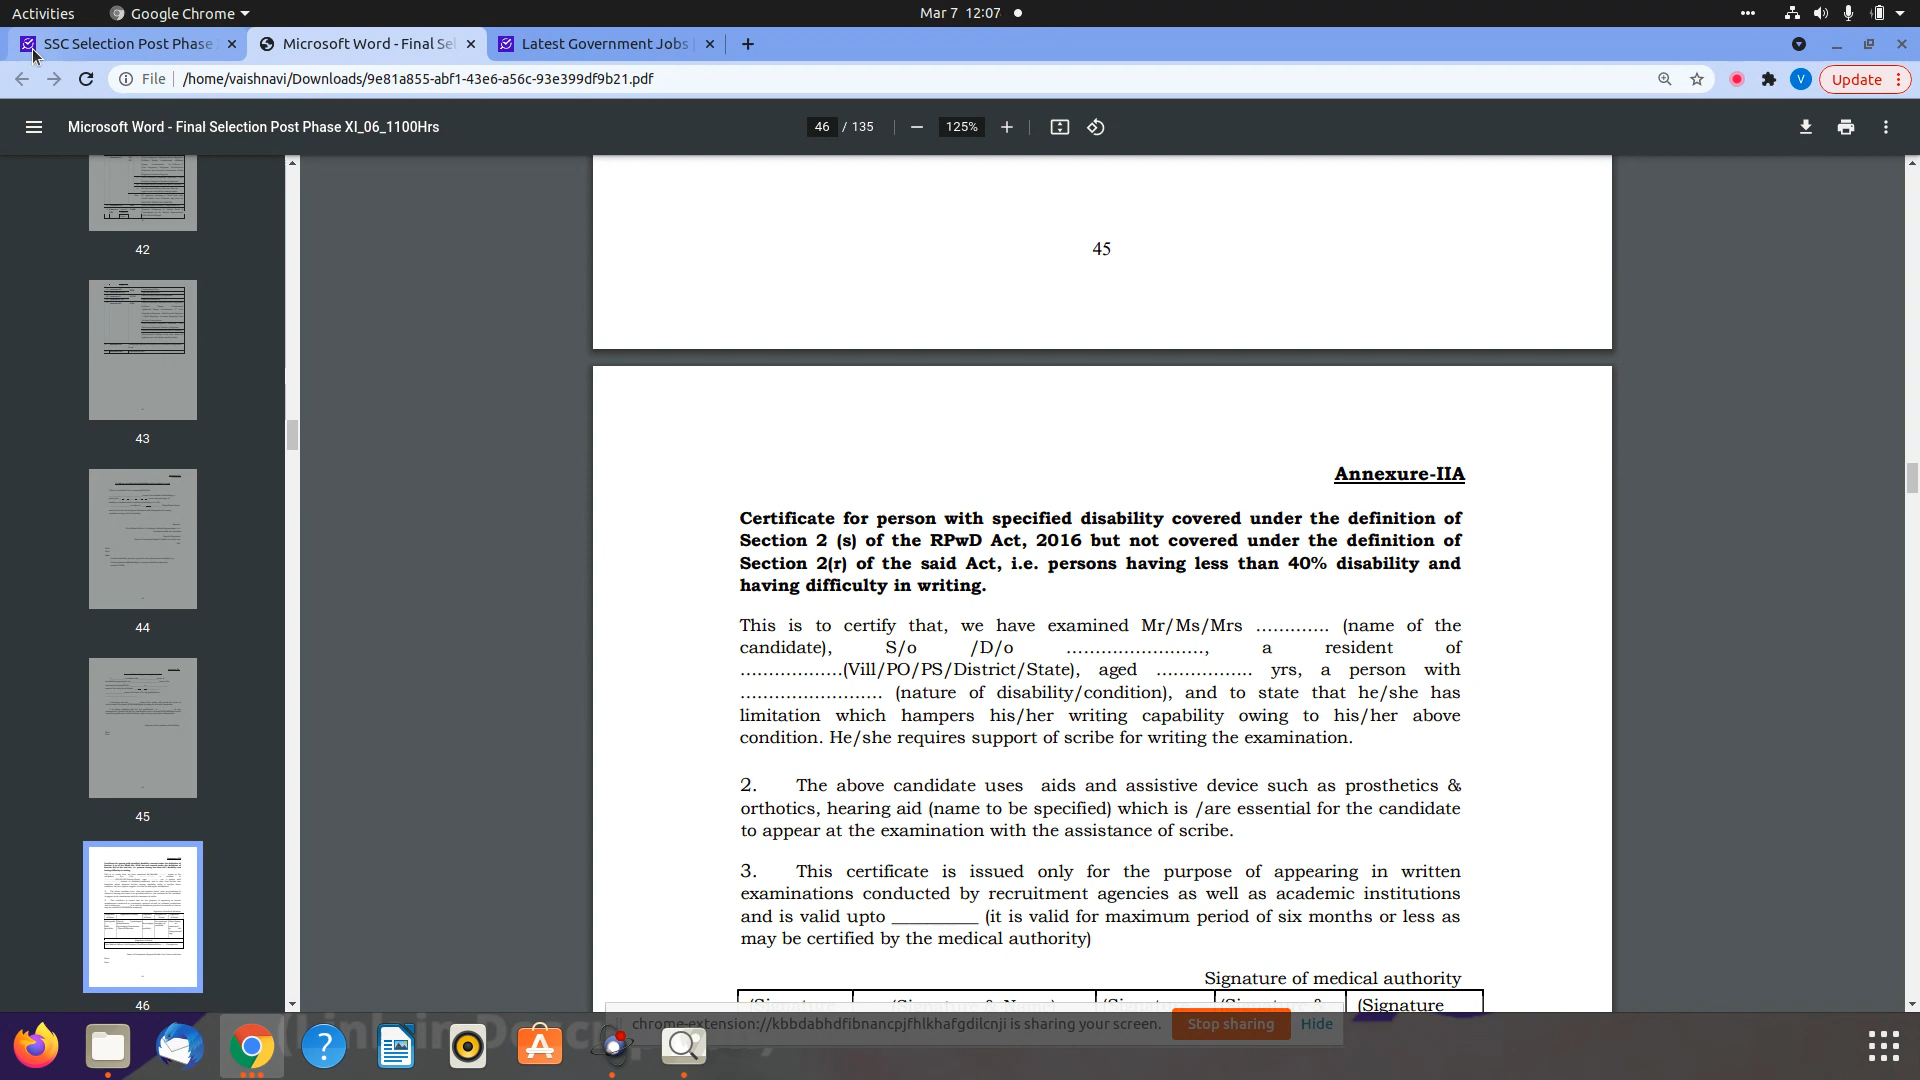 Activities Google Chrome Mar 7 12:07
SSC Selection Post Phase Microsoft Word - Final Sel Latest Government Jobs
File /home/vaishnavi/Downloads/9e81a855-abf1-43e6-a56c-93e399df9b21.pdf V Update
Microsoft Word - Final Selection Post Phase XI_06_1100Hrs 46 / 135 125%
42
43
44
45
46
45
Annexure-IIA
Certificate for person with specified disability covered under the definition of
Section 2 (s) of the RPwD Act, 2016 but not covered under the definition of
Section 2(r) of the said Act, i.e. persons having less than 40% disability and
having difficulty in writing.
This is to certify that, we have examined Mr/Ms/Mrs ............. (name of the
candidate), S/o /D/o ........................, a resident of
..................(Vill/PO/PS/District/State), aged ................. yrs, a person with
......................... (nature of disability/condition), and to state that he/she has
limitation which hampers his/her writing capability owing to his/her above
condition. He/she requires support of scribe for writing the examination.
2. The above candidate uses aids and assistive device such as prosthetics &
orthotics, hearing aid (name to be specified) which is /are essential for the candidate
to appear at the examination with the assistance of scribe.
3. This certificate is issued only for the purpose of appearing in written
examinations conducted by recruitment agencies as well as academic institutions
and is valid upto __________ (it is valid for maximum period of six months or less as
may be certified by the medical authority)
Signature of medical authority
(Signature (Signature & Name) (Signature (Signature & (Signature
chrome-extension://kbbdabhdfibnancpjfhlkhafgdilcnji is sharing your screen. Stop sharing Hide